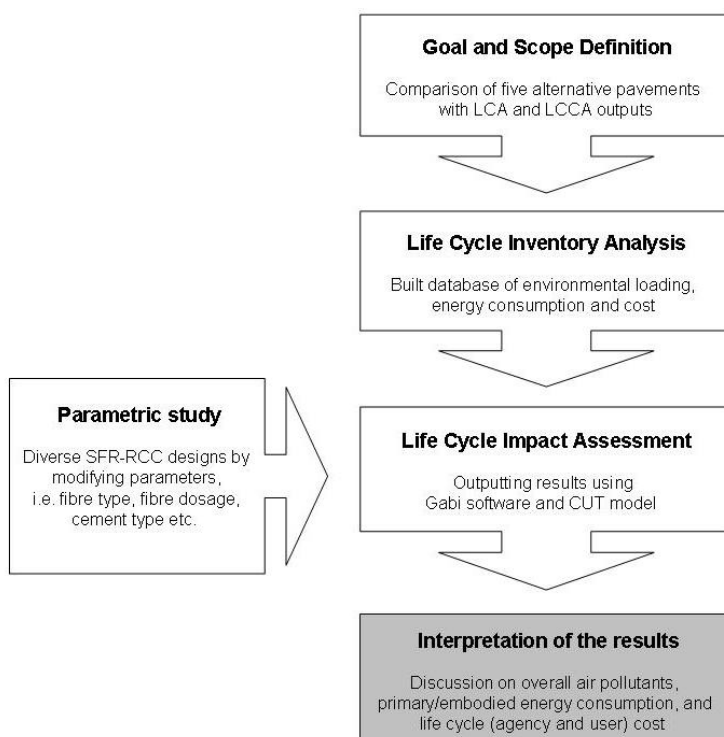 Goal and Scope Definition
Comparison of five alternative pavements
with LCA and LCCA outputs
Life Cycle Inventory Analysis
Built database of environmental loading,
energy consumption and cost
Parametric study
Diverse SFR-RCC designs by
modifying parameters,
i.e. fibre type, fibre dosage,
cement type etc.
Life Cycle Impact Assessment
Outputting results using
Gabi software and CUT model
Interpretation of the results
Discussion on overall air pollutants,
primary/embodied energy consumption, and
life cycle (agency and user) cost